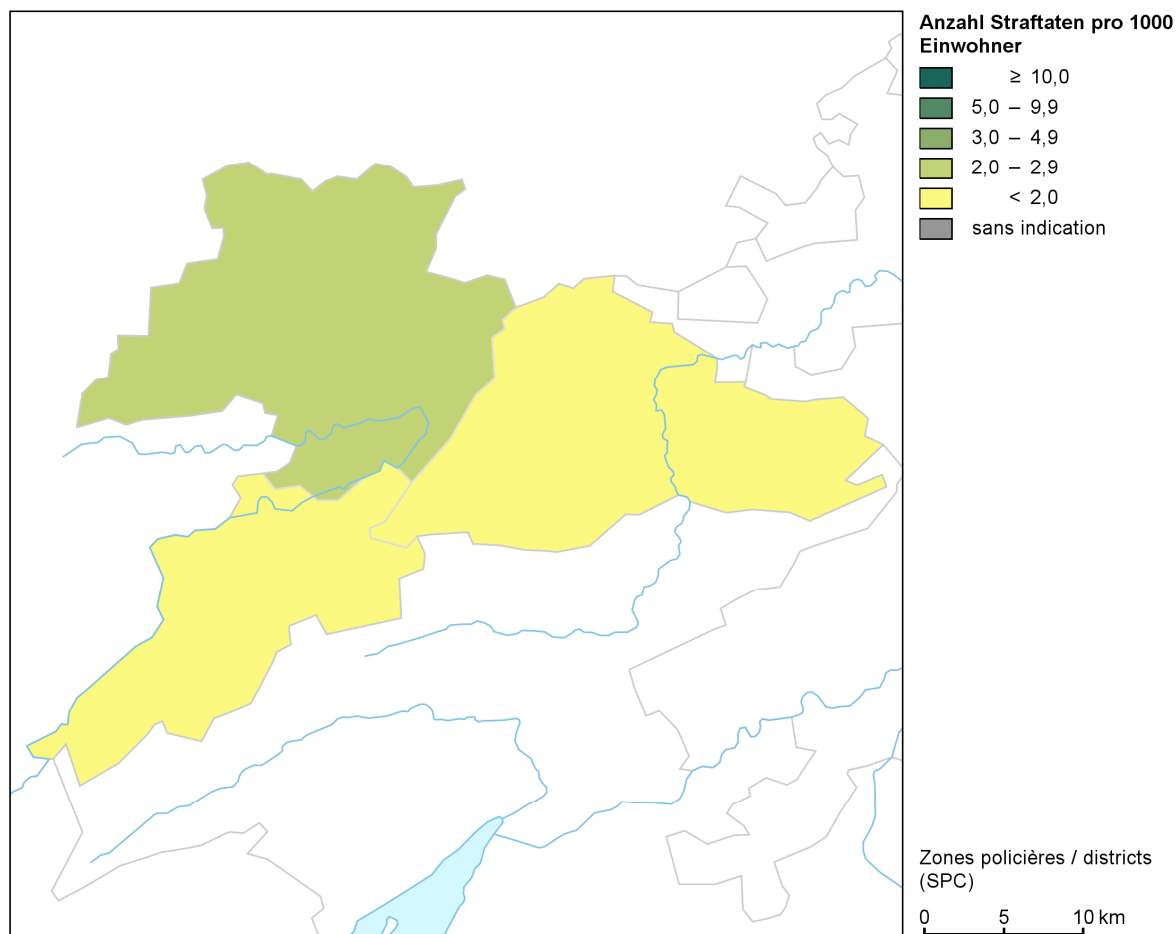 Anzahl Straftaten pro 1000
Einwohner
≥ 10,0
5,0 – 9,9
3,0 – 4,9
2,0 – 2,9
< 2,0
sans indication
Zones policières / districts
(SPC)
0 5 10 km